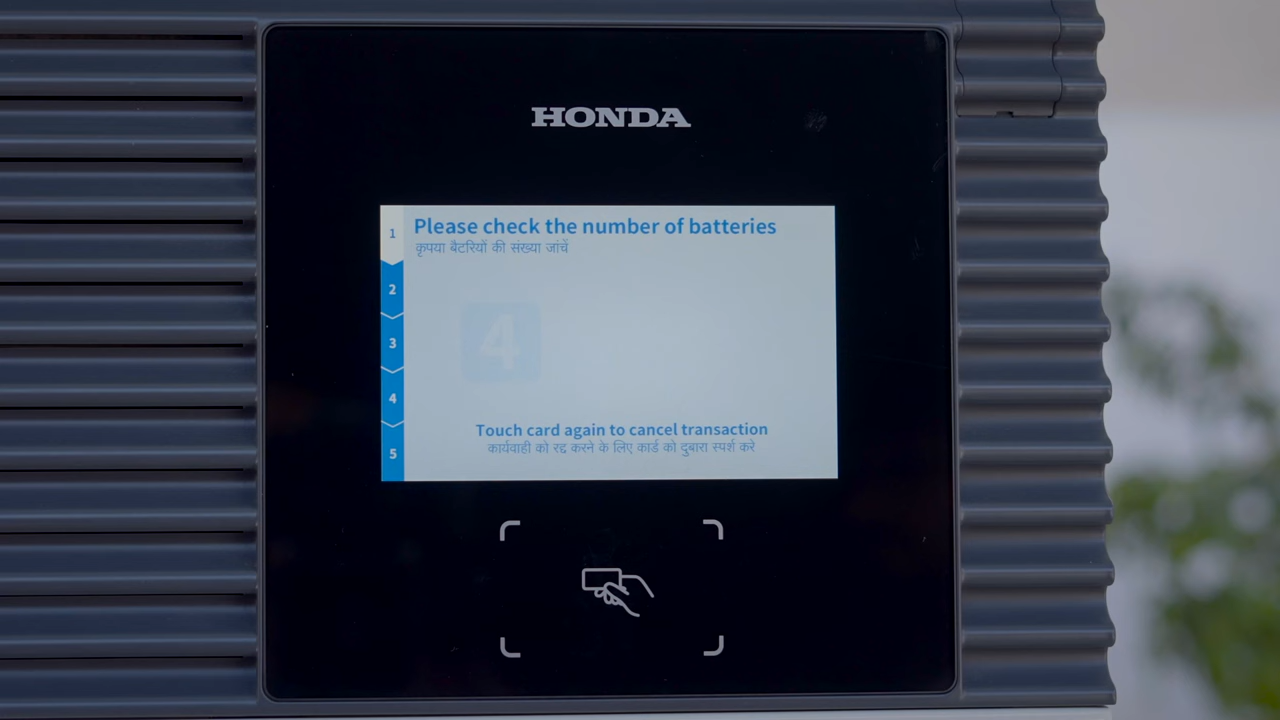 HONDA
1
Please check the number of batteries
कृपया बैटरियों की संख्या जांचें
2
4
3
4
Touch card again to cancel transaction
कार्यवाही को रद्द करने के लिए कार्ड को दुबारा स्पर्श करे
5